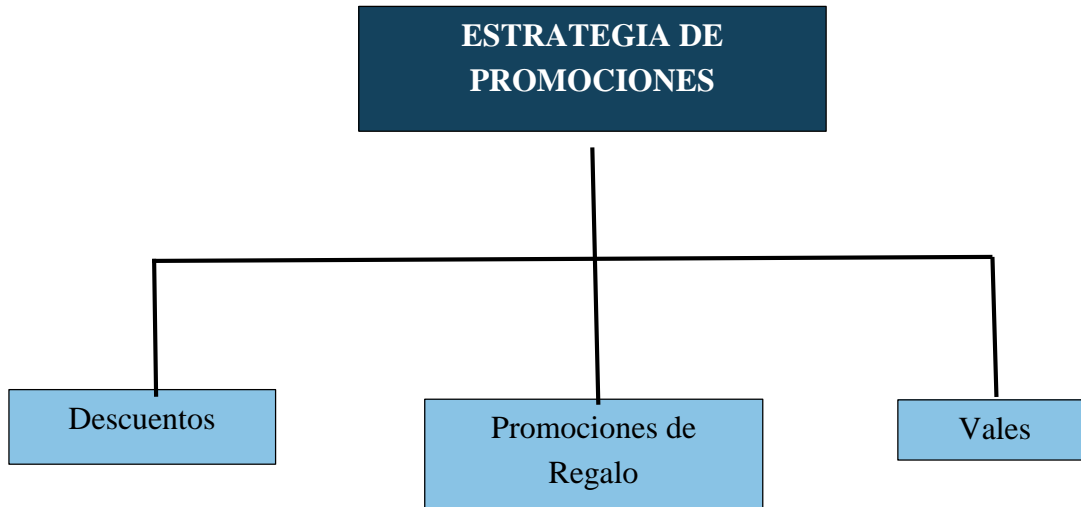 ESTRATEGIA DE
PROMOCIONES
Descuentos
Promociones de
Regalo
Vales